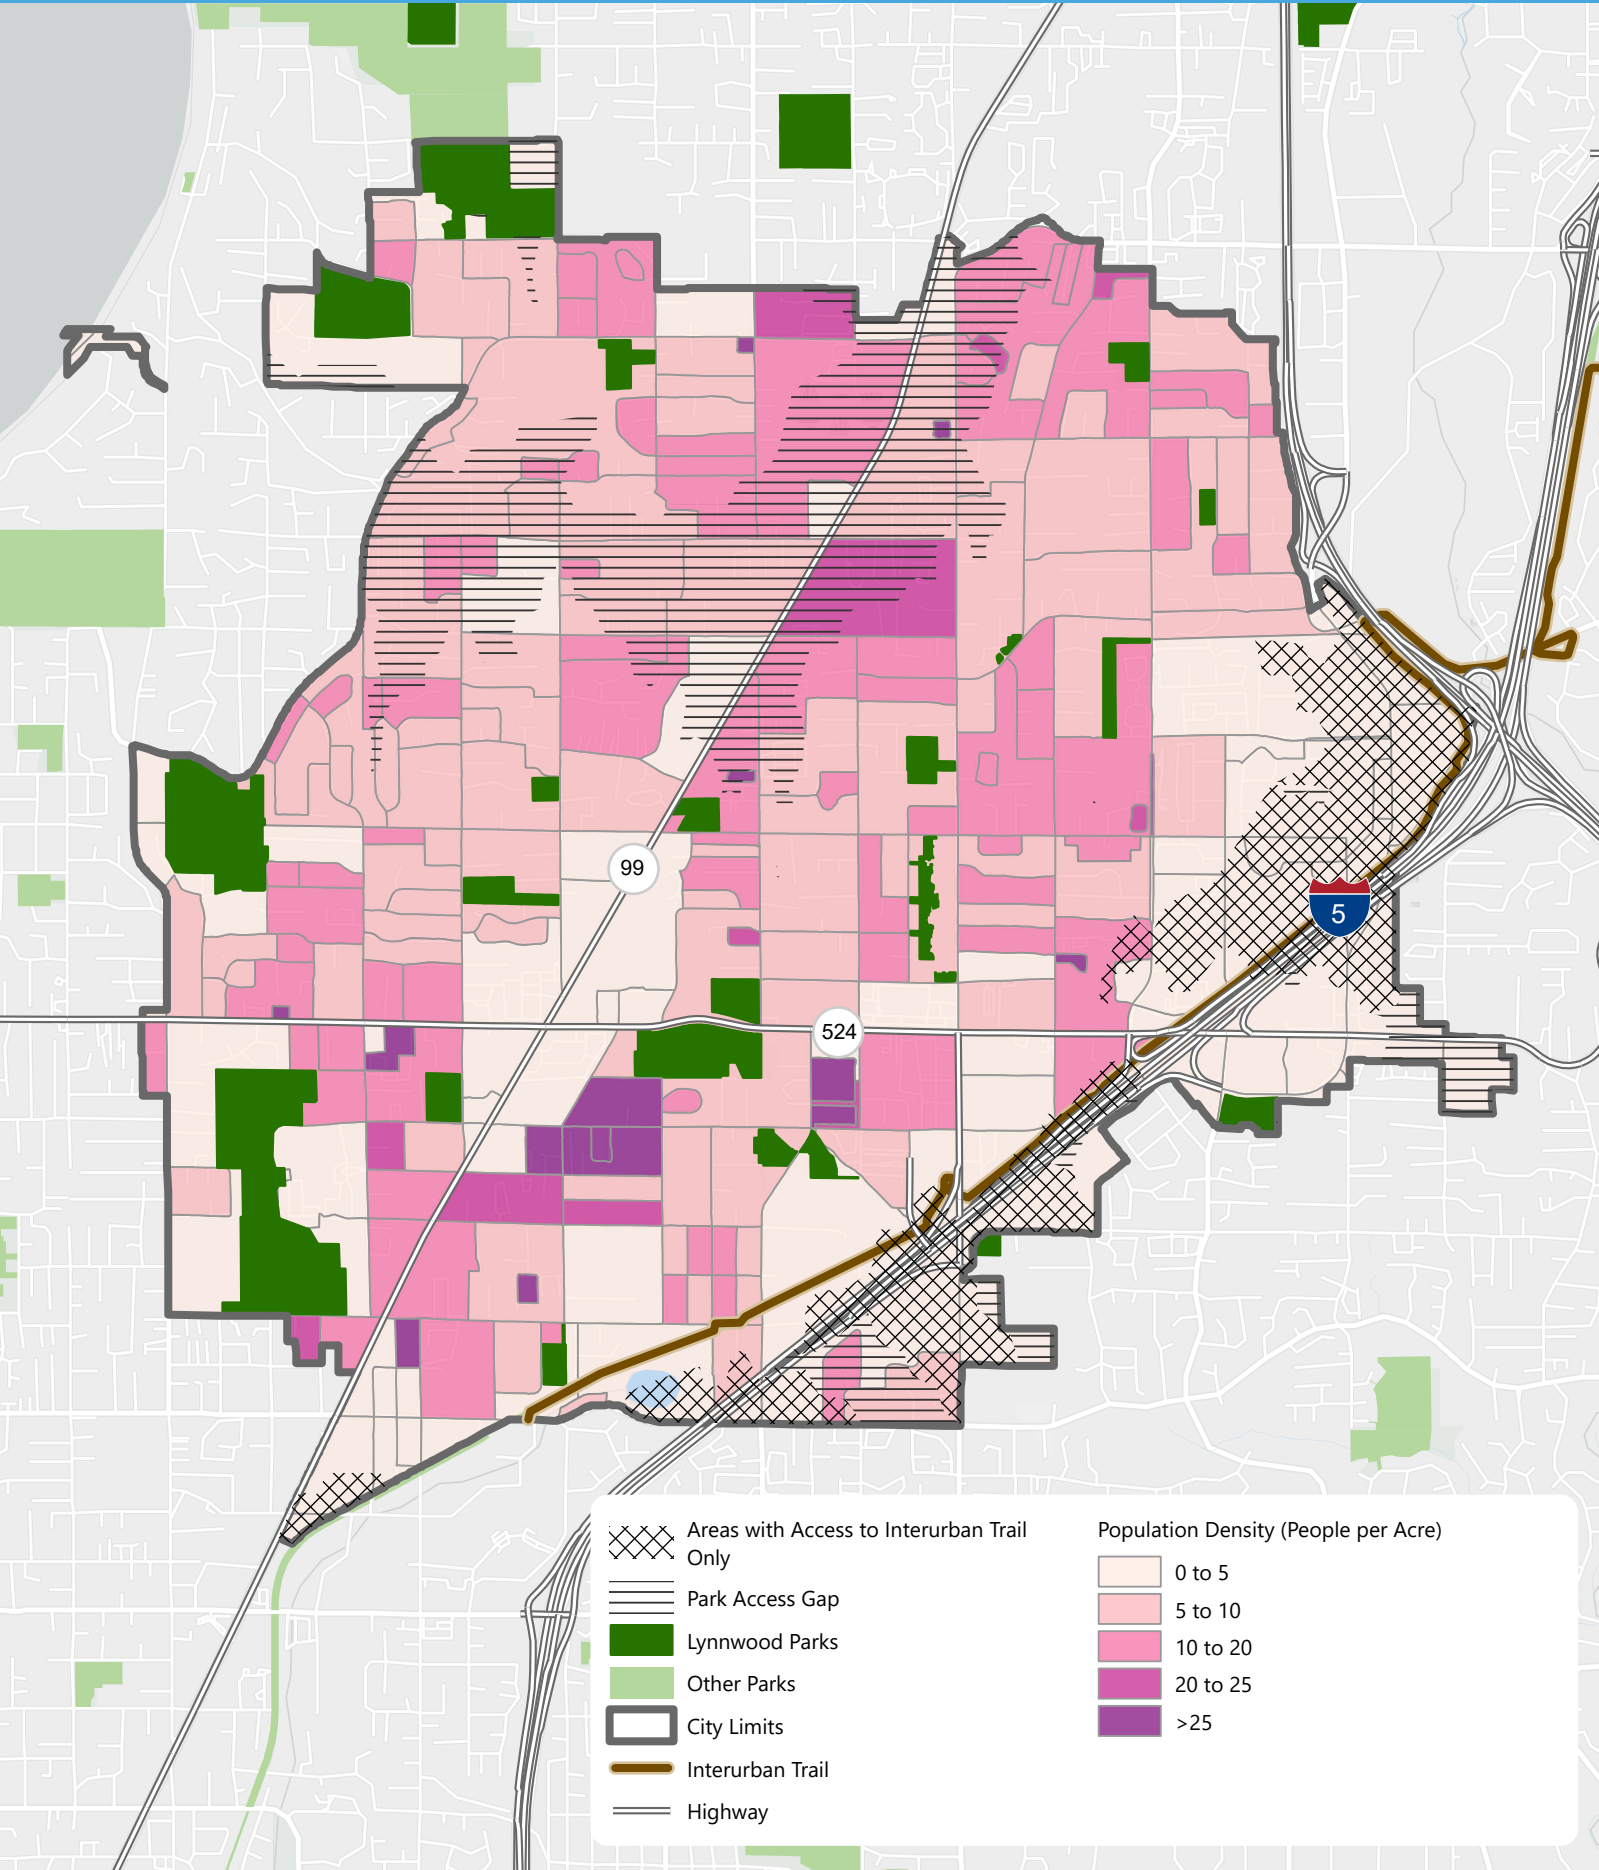 99
5
524
Areas with Access to Interurban Trail
Only
Park Access Gap
Lynnwood Parks
Other Parks
City Limits
Interurban Trail
Highway
Population Density (People per Acre)
0 to 5
5 to 10
10 to 20
20 to 25
>25